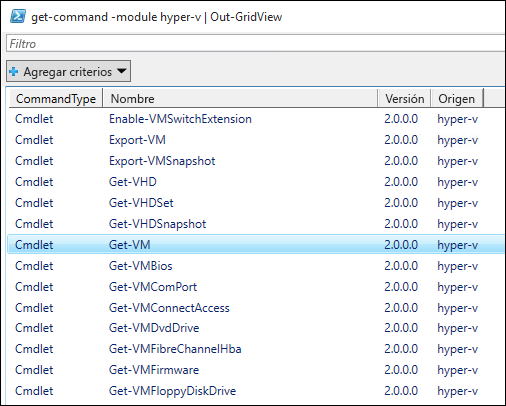 get-command -module hyper-v | Out-GridView
Filtro
Agregar criterios
CommandType Nombre Versión Origen
Cmdlet Enable-VMSwitchExtension 2.0.0.0 hyper-v
Cmdlet Export-VM 2.0.0.0 hyper-v
Cmdlet Export-VMSnapshot 2.0.0.0 hyper-v
Cmdlet Get-VHD 2.0.0.0 hyper-v
Cmdlet Get-VHDSet 2.0.0.0 hyper-v
Cmdlet Get-VHDSnapshot 2.0.0.0 hyper-v
Cmdlet Get-VM 2.0.0.0 hyper-v
Cmdlet Get-VMBios 2.0.0.0 hyper-v
Cmdlet Get-VMComPort 2.0.0.0 hyper-v
Cmdlet Get-VMConnectAccess 2.0.0.0 hyper-v
Cmdlet Get-VMDvdDrive 2.0.0.0 hyper-v
Cmdlet Get-VMFibreChannelHba 2.0.0.0 hyper-v
Cmdlet Get-VMFirmware 2.0.0.0 hyper-v
Cmdlet Get-VMFloppyDiskDrive 2.0.0.0 hyper-v